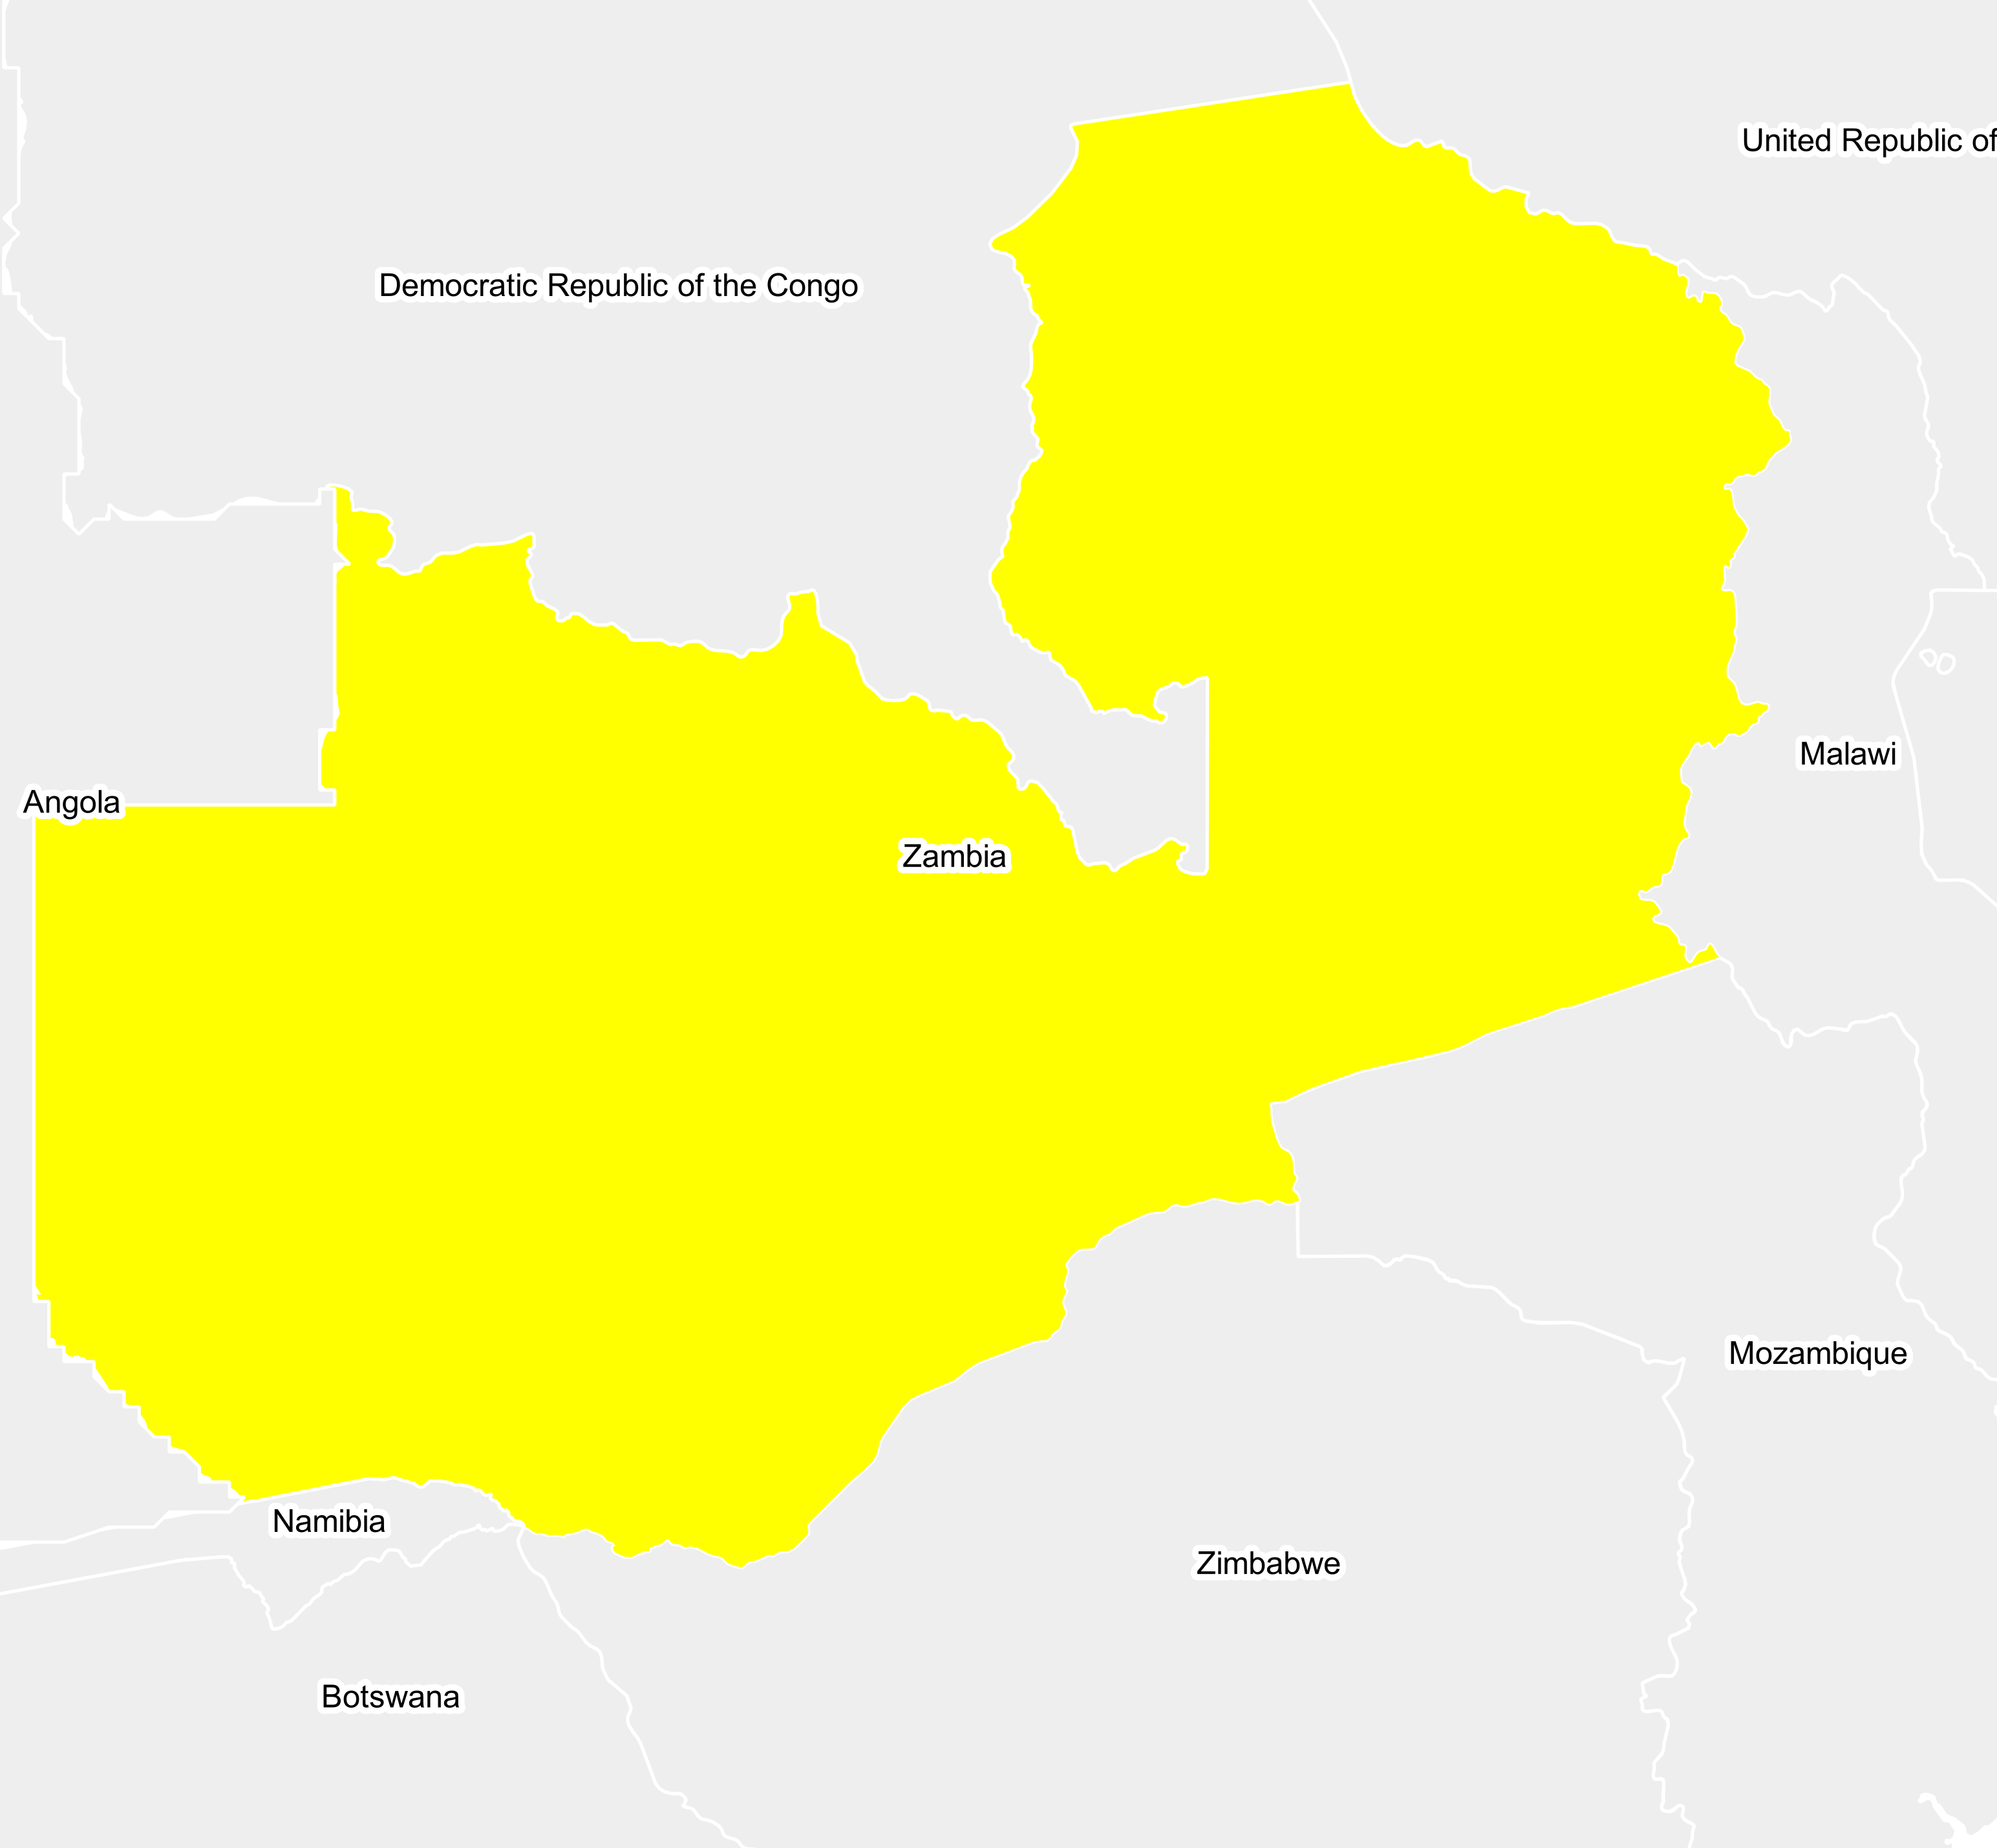 United Republic of
Democratic Republic of the Congo
Malawi
Angola
Zambia
Mozambique
Namibia
Zimbabwe
Botswana